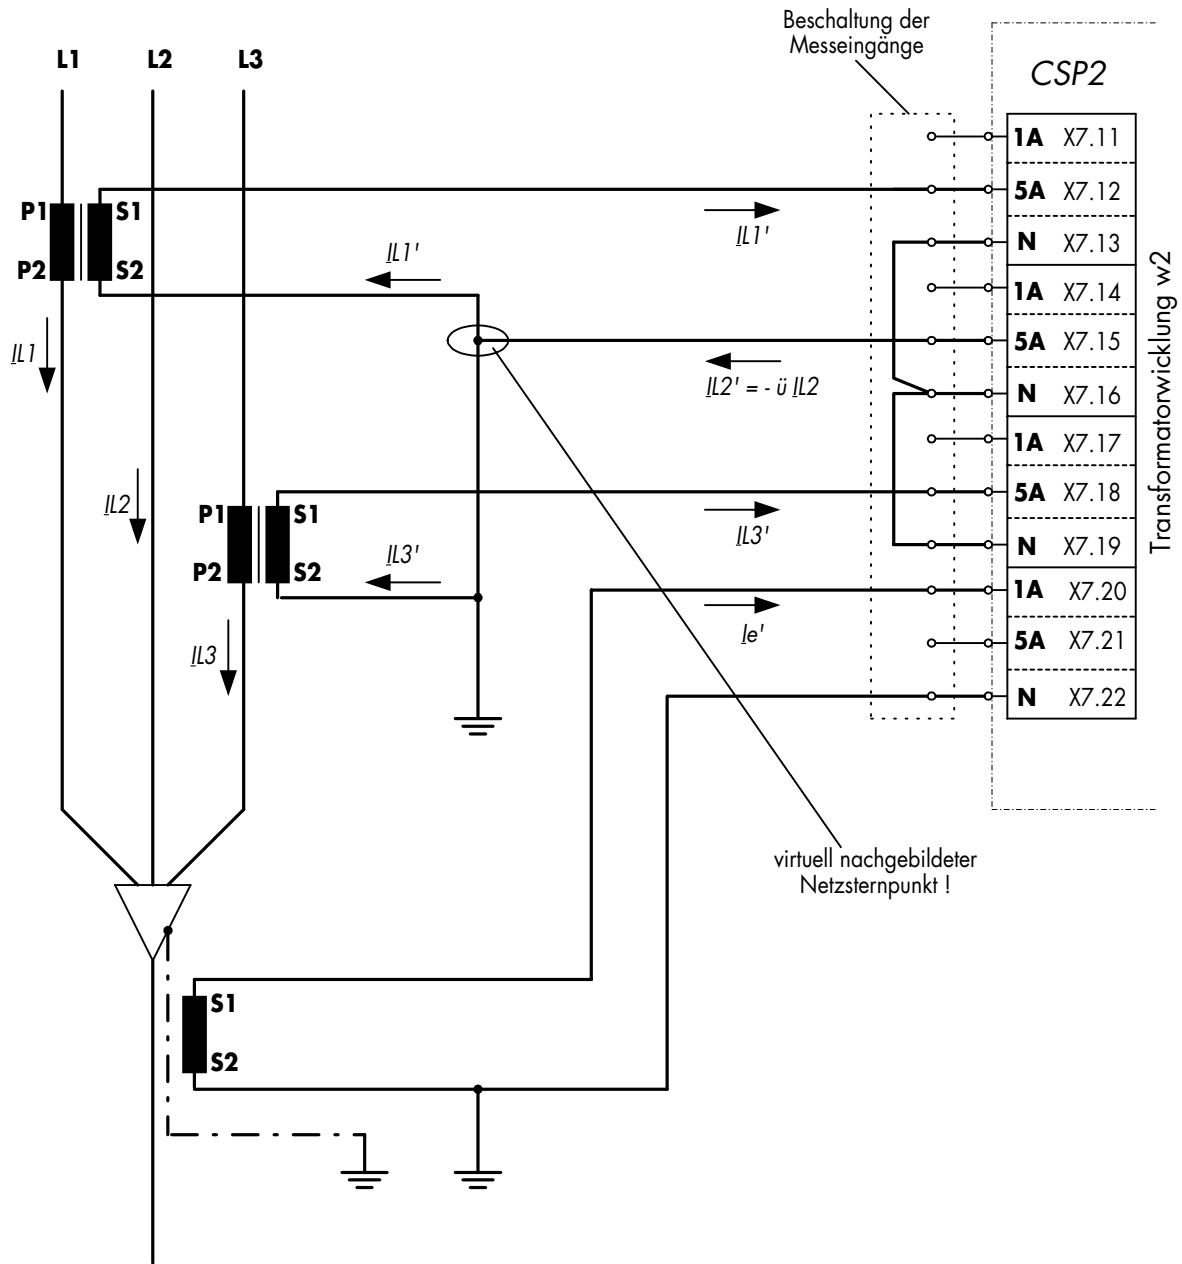 Beschaltung der
Messeingänge
CSP2
L1 L2 L3
1A X7.11
5A X7.12
N X7.13
1A X7.14
5A X7.15
N X7.16
1A X7.17
5A X7.18
N X7.19
1A X7.20
5A X7.21
N X7.22
Transformatorwicklung w2
P1 S1
P2 S2
IL1'
IL1'
IL1
IL2' = - ü IL2
IL2
P1 S1
P2 S2
IL3'
IL3'
IL3
Ie'
virtuell nachgebildeter
Netzsternpunkt !
S1
S2